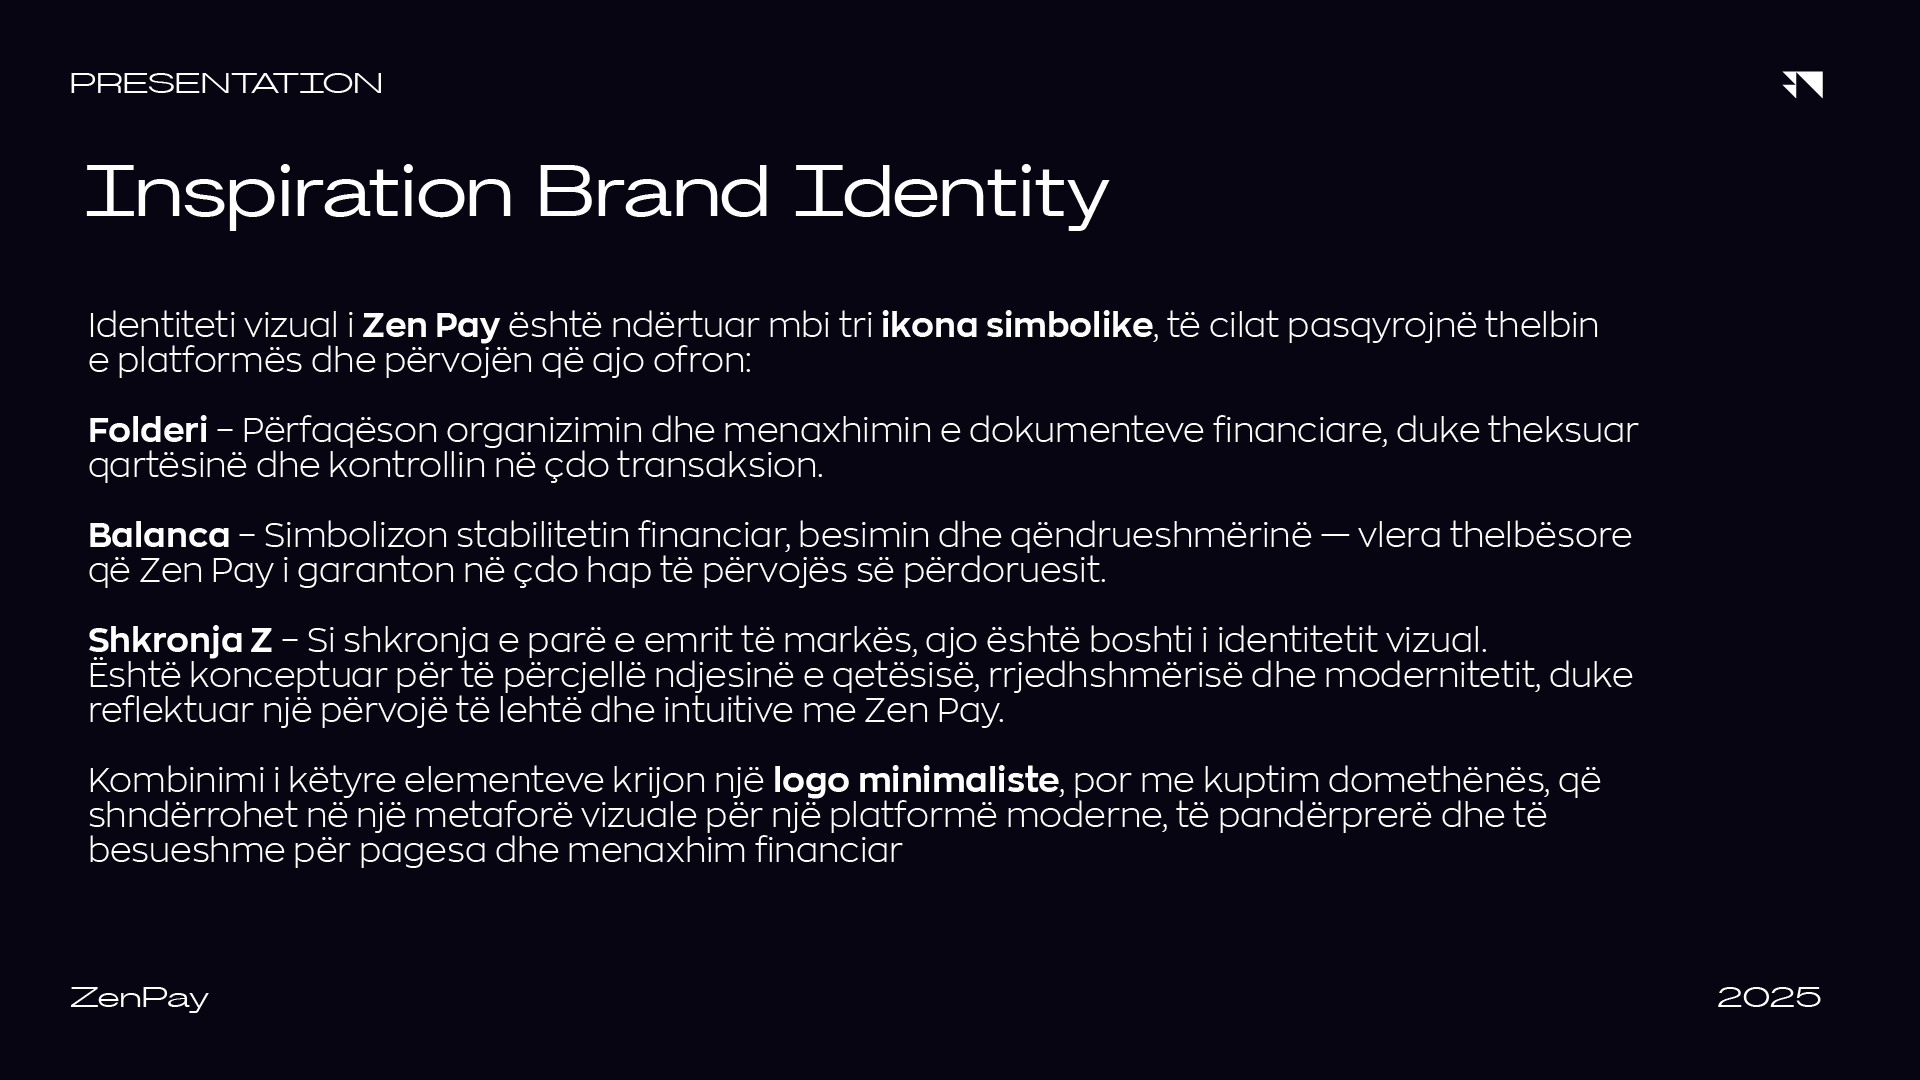 PRESENTATION
Inspiration Brand Identity
Identiteti vizual i Zen Pay është ndërtuar mbi tri ikona simbolike, të cilat pasqyrojnë thelbin
e platformës dhe përvojën që ajo ofron:
Folderi – Përfaqëson organizimin dhe menaxhimin e dokumenteve financiare, duke theksuar
qartësinë dhe kontrollin në çdo transaksion.
Balanca – Simbolizon stabilitetin financiar, besimin dhe qëndrueshmërinë — vlera thelbësore
që Zen Pay i garanton në çdo hap të përvojës së përdoruesit.
Shkronja Z – Si shkronja e parë e emrit të markës, ajo është boshti i identitetit vizual.
Është konceptuar për të përcjellë ndjesinë e qetësisë, rrjedhshmërisë dhe modernitetit, duke
reflektuar një përvojë të lehtë dhe intuitive me Zen Pay.
Kombinimi i këtyre elementeve krijon një logo minimaliste, por me kuptim domethënës, që
shndërrohet në një metaforë vizuale për një platformë moderne, të pandërprerë dhe të
besueshme për pagesa dhe menaxhim financiar
ZenPay
2025